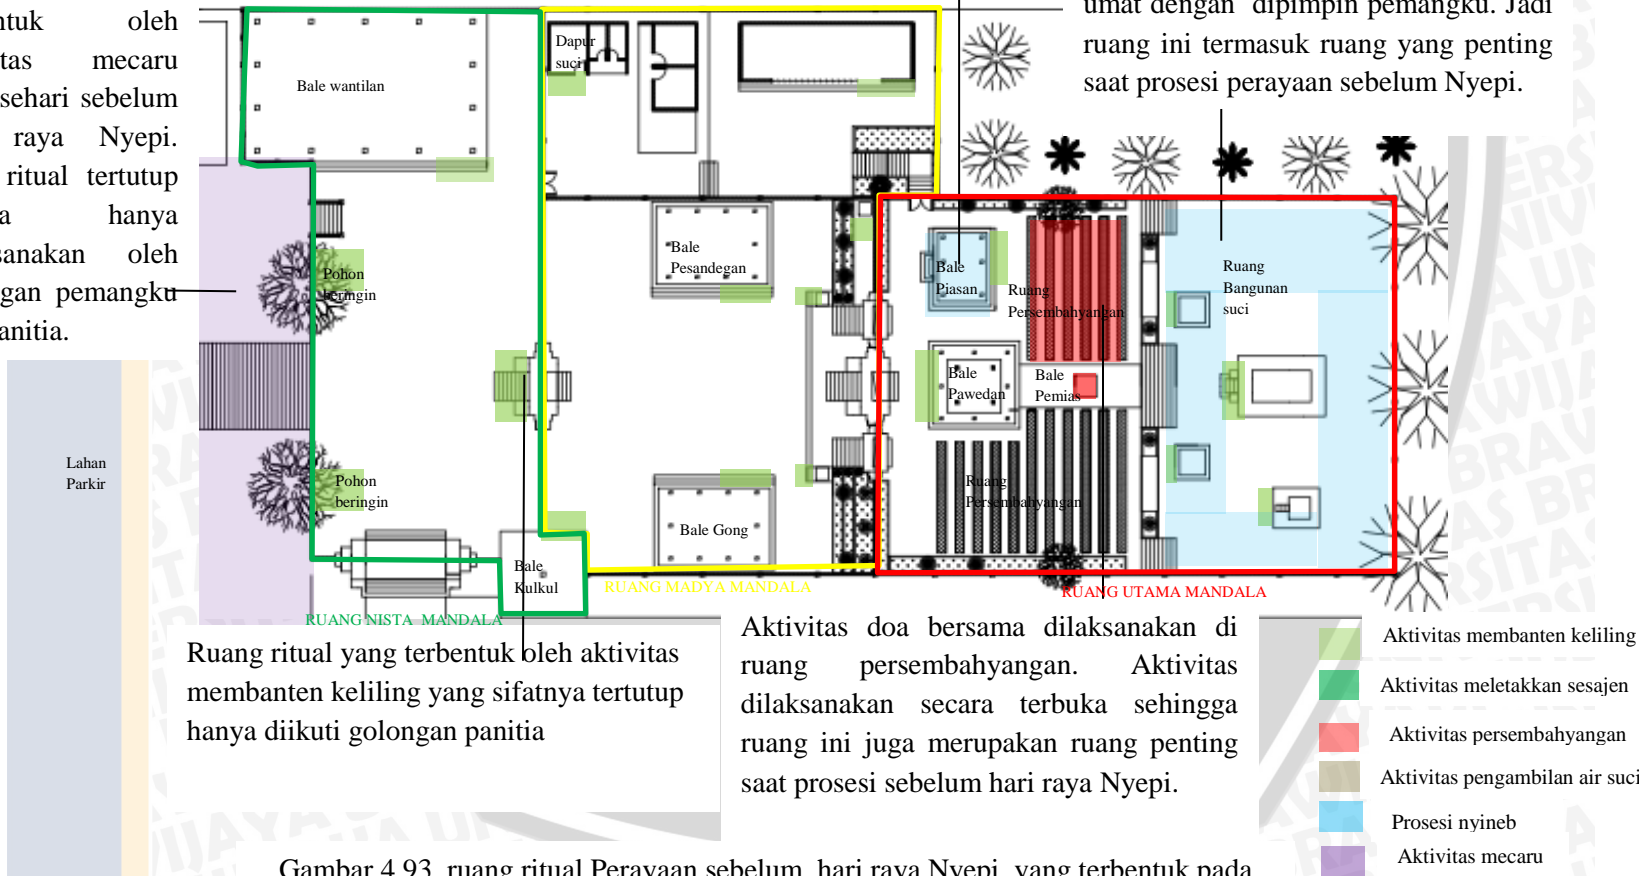 ntuk oleh
tas mecaru
sehari sebelum
raya Nyepi.
ritual tertutup
a hanya
sanakan oleh
gan pemangku
anitia.
umat dengan dipimpin pemangku. Jadi
ruang ini termasuk ruang yang penting
saat prosesi perayaan sebelum Nyepi.
Bale wantilan
Dapur
suci
Bale
Pesandegan
Pohon
beringin
Bale
Piasan
Ruang
Persembahyangan
Ruang
Bangunan
suci
Bale
Pawedan
Bale
Pemias
Lahan
Parkir
Pohon
beringin
Ruang
Persembahyangan
Bale Gong
Bale
Kulkul
RUANG NISTA MANDALA
RUANG MADYA MANDALA
RUANG UTAMA MANDALA
Ruang ritual yang terbentuk oleh aktivitas
membanten keliling yang sifatnya tertutup
hanya diikuti golongan panitia
Aktivitas doa bersama dilaksanakan di
ruang persembahyangan. Aktivitas
dilaksanakan secara terbuka sehingga
ruang ini juga merupakan ruang penting
saat prosesi sebelum hari raya Nyepi.
Aktivitas membanten keliling
Aktivitas meletakkan sesajen
Aktivitas persembahyangan
Aktivitas pengambilan air suci
Prosesi nyineb
Aktivitas mecaru
Gambar 4.93 ruang ritual Perayaan sebelum hari raya Nyepi yang terbentuk pada